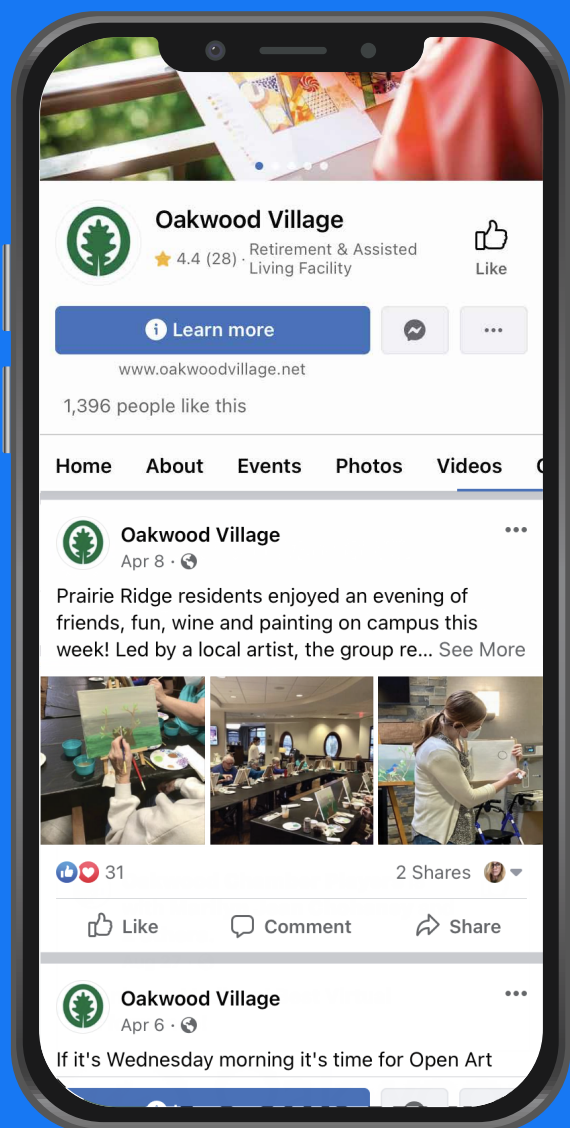 Oakwood Village
4.4 (28) · Retirement & Assisted
Living Facility
Like
Learn more
www.oakwoodvillage.net
1,396 people like this
Home About Events Photos Videos
Oakwood Village
Apr 8 ·
Prairie Ridge residents enjoyed an evening of
friends, fun, wine and painting on campus this
week! Led by a local artist, the group re... See More
31
2 Shares
Like Comment Share
Oakwood Village
Apr 6 ·
If it's Wednesday morning it's time for Open Art